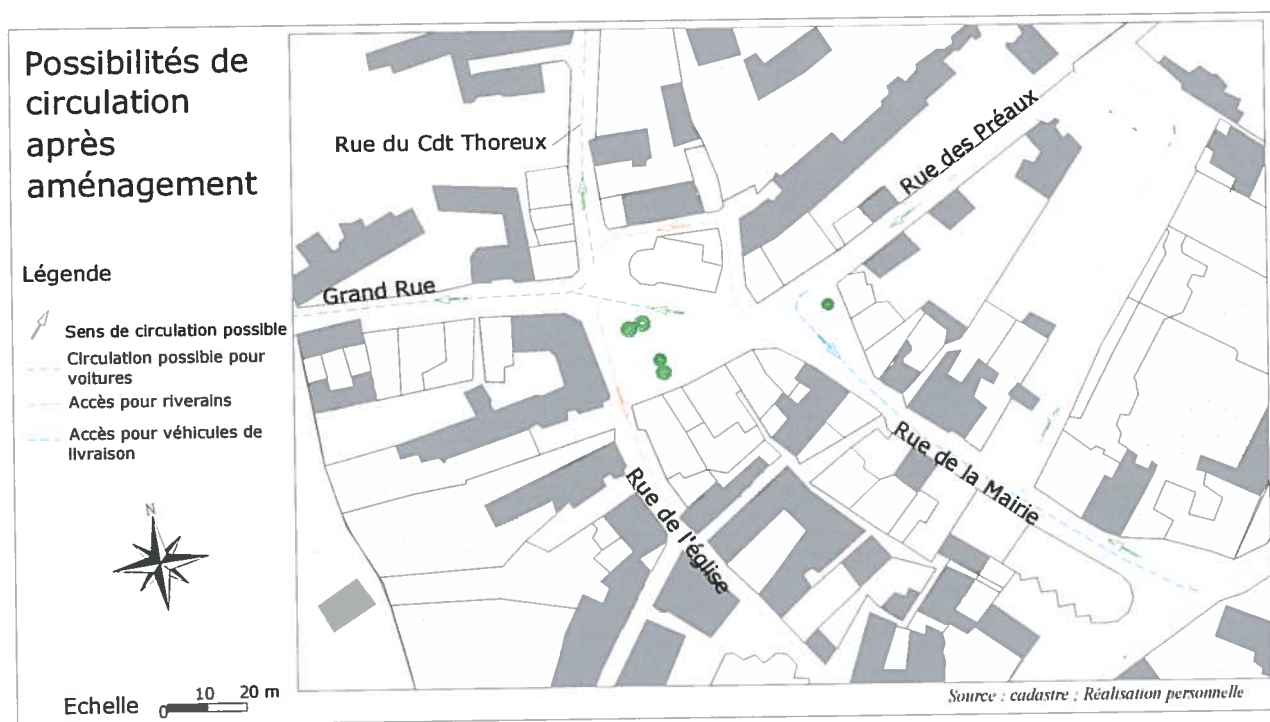 Possibilités de
circulation
après
aménagement
Légende
Sens de circulation possible
Circulation possible pour
voitures
Accès pour riverains
Accès pour véhicules de
livraison
N
Echelle 0 10 20 m
Rue du Cdt Thoreux
Rue des Préaux
Grand Rue
Rue de la Mairie
Rue de l'église
Source : cadastre ; Réalisation personnelle